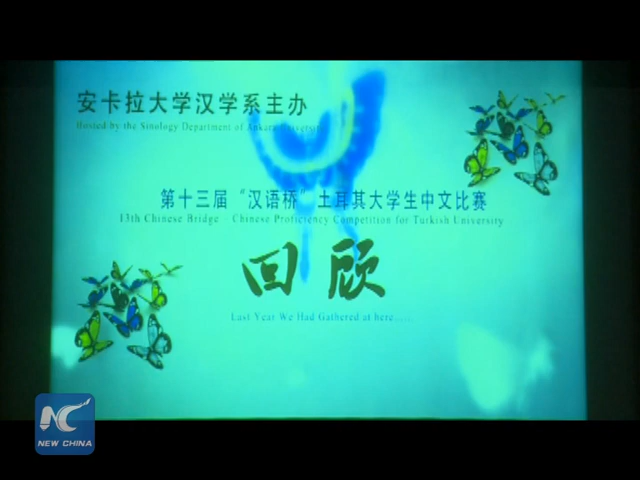 安卡拉大学汉学系主办
Hosted by the Sinology Department of Ankara University
第十三届“汉语桥”土耳其大学生中文比赛
13th Chinese Bridge - Chinese Proficiency Competition for Turkish University
回顾
Last Year We Had Gathered at here......
NC
NEW CHINA